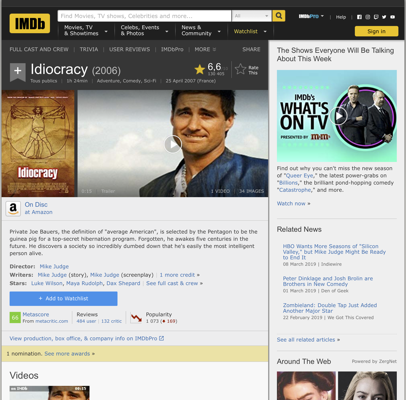 IMDb
Find Movies, TV shows, Celebrities and more...
All
IMDbPro
Help
Movies, TV
& Showtimes
Celebs, Events
& Photos
News &
Community
Watchlist
Sign in
FULL CAST AND CREW | TRIVIA | USER REVIEWS | IMDbPro | MORE
SHARE
+ Idiocracy (2006)
6,6
Rate
This
Tous publics | 1h 24min | Adventure, Comedy, Sci-Fi | 25 April 2007 (France)
Idiocracy
0:15 Trailer
1 VIDEO | 34 IMAGES
a
On Disc
at Amazon
Private Joe Bauers, the definition of "average American", is selected by the Pentagon to be the
guinea pig for a top-secret hibernation program. Forgotten, he awakes five centuries in the
future. He discovers a society so incredibly dumbed down that he's easily the most intelligent
person alive.
Director: Mike Judge
Writers: Mike Judge (story), Mike Judge (screenplay) | 1 more credit »
Stars: Luke Wilson, Maya Rudolph, Dax Shepard | See full cast & crew »
+ Add to Watchlist
66 Metascore
From metacritic.com
Reviews
484 user | 132 critic
Popularity
1 073 (169)
View production, box office, & company info on IMDbPro
1 nomination. See more awards »
Videos
The Shows Everyone Will Be Talking
About This Week
IMDb's
WHAT'S
ON TV
PRESENTED BY m&m's
Find out why you can't miss the new season
of "Queer Eye," the latest power-grabs on
"Billions," the brilliant pond-hopping comedy
"Catastrophe," and more.
Watch now »
Related News
HBO Wants More Seasons of "Silicon
Valley," but Mike Judge Might Be Ready
to End It
08 March 2019 | Indiewire
Peter Dinklage and Josh Brolin are
Brothers in New Comedy
01 March 2019 | Den of Geek
Zombieland: Double Tap Just Added
Another Major Star
22 February 2019 | We Got This Covered
See all related articles »
Around The Web
Powered by ZergNet